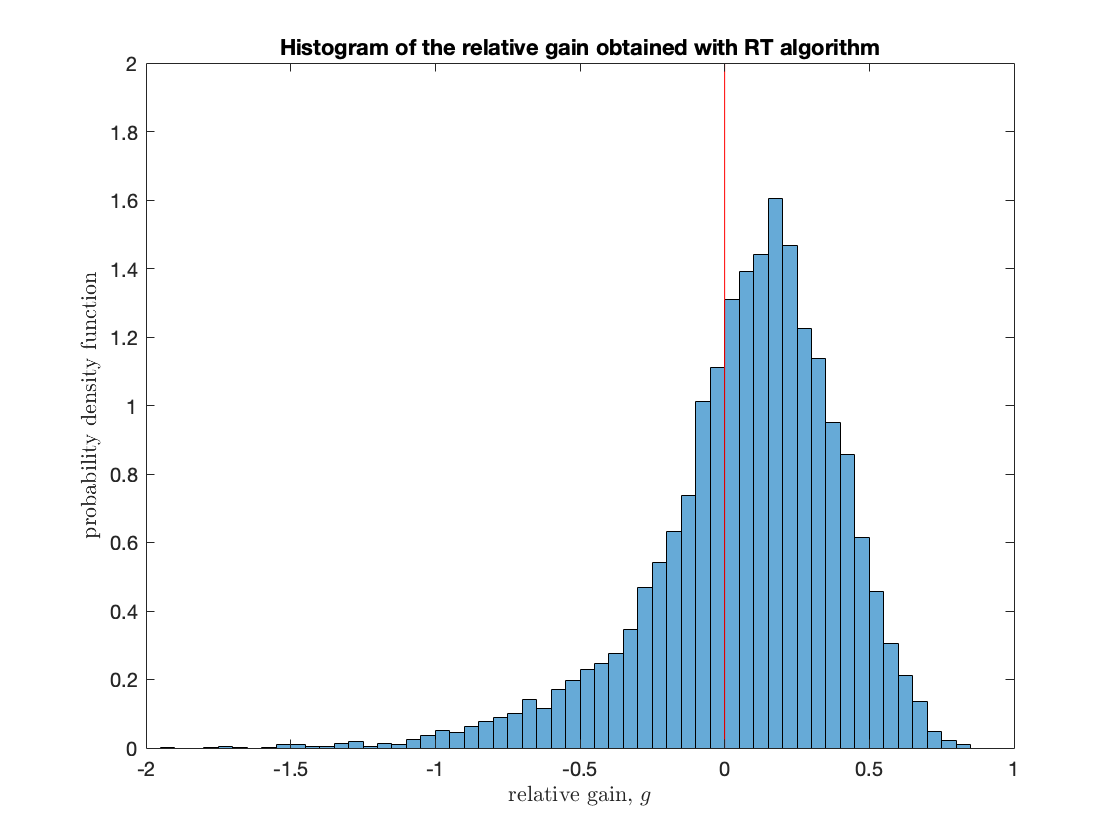 Histogram of the relative gain obtained with RT algorithm
2
1.8
1.6
1.4
1.2
1
0.8
0.6
0.4
0.2
0
probability density function
-2 -1.5 -1 -0.5 0 0.5 1
relative gain, g